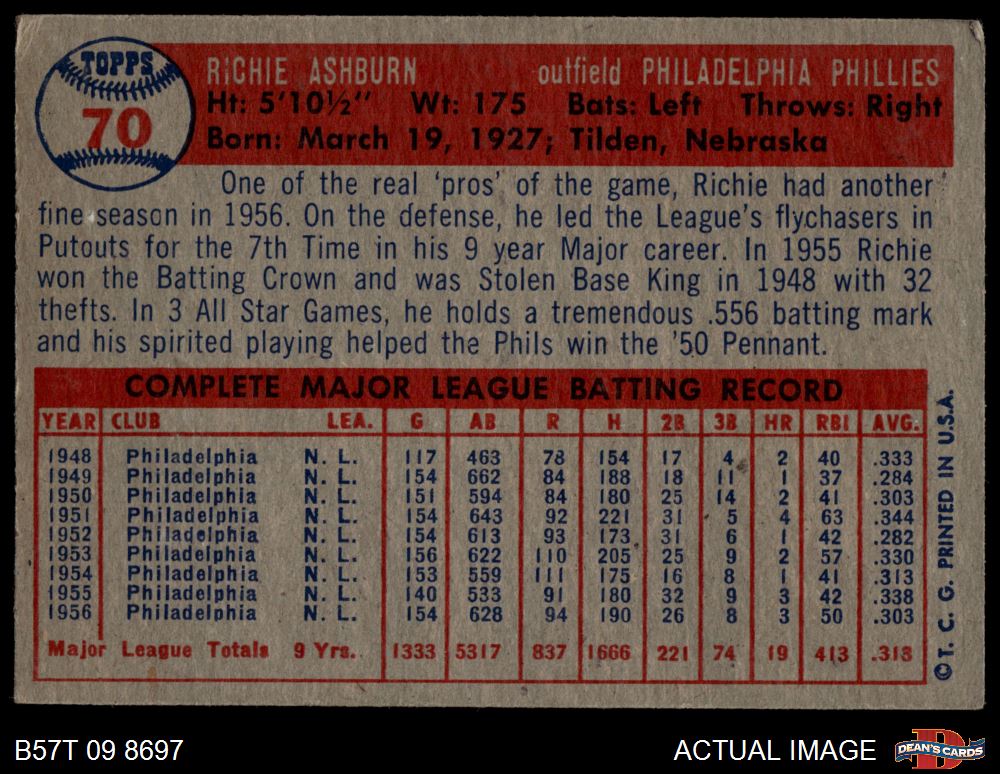 TOPPS
70
RICHIE ASHBURN outfield PHILADELPHIA PHILLIES
Ht: 5'10½" Wt: 175 Bats: Left Throws: Right
Born: March 19, 1927; Tilden, Nebraska
One of the real 'pros' of the game, Richie had another
fine season in 1956. On the defense, he led the League's flychasers in
Putouts for the 7th Time in his 9 year Major career. In 1955 Richie
won the Batting Crown and was Stolen Base King in 1948 with 32
thefts. In 3 All Star Games, he holds a tremendous .556 batting mark
and his spirited playing helped the Phils win the '50 Pennant.
COMPLETE MAJOR LEAGUE BATTING RECORD
YEAR CLUB LEA. G AB R H 2B 3B HR RBI AVG.
1948 Philadelphia N. L. 117 463 78 154 17 4 2 40 .333
1949 Philadelphia N. L. 154 662 84 188 18 11 1 37 .284
1950 Philadelphia N. L. 151 594 84 180 25 14 2 41 .303
1951 Philadelphia N. L. 154 643 92 221 31 5 4 63 .344
1952 Philadelphia N. L. 154 613 93 173 31 6 1 42 .282
1953 Philadelphia N. L. 156 622 110 205 25 9 2 57 .330
1954 Philadelphia N. L. 153 559 111 175 16 8 1 41 .313
1955 Philadelphia N. L. 140 533 91 180 32 9 3 42 .338
1956 Philadelphia N. L. 154 628 94 190 26 8 3 50 .303
Major League Totals 9 Yrs. 1333 5317 837 1666 221 74 19 413 .313
© T. C. G. PRINTED IN U.S.A.
B57T 09 8697 ACTUAL IMAGE
DEAN'S CARDS